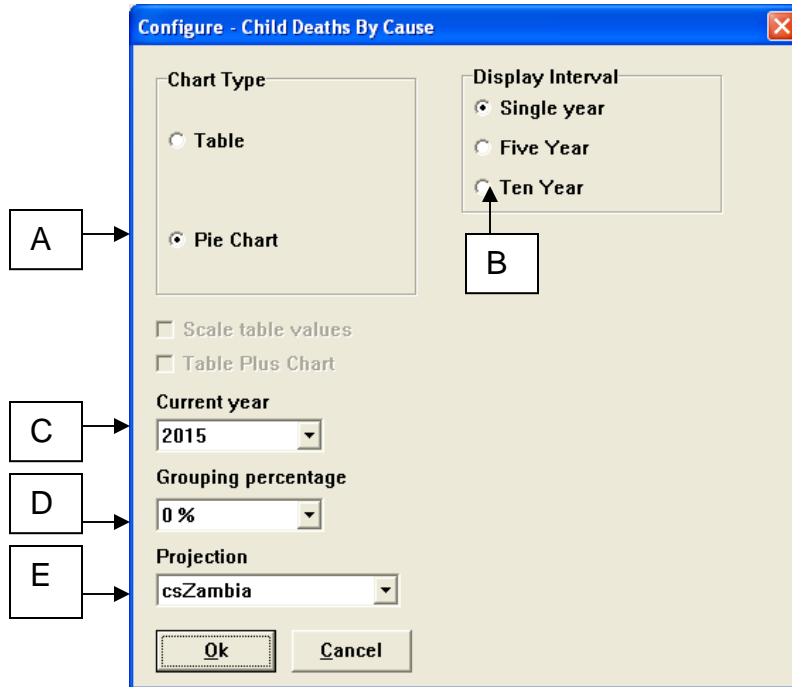 Configure - Child Deaths By Cause
Chart Type
Display Interval
Table
Single year
Five Year
Ten Year
A
Pie Chart
B
Scale table values
Table Plus Chart
Current year
C
2015
Grouping percentage
D
0 %
Projection
E
csZambia
Ok
Cancel